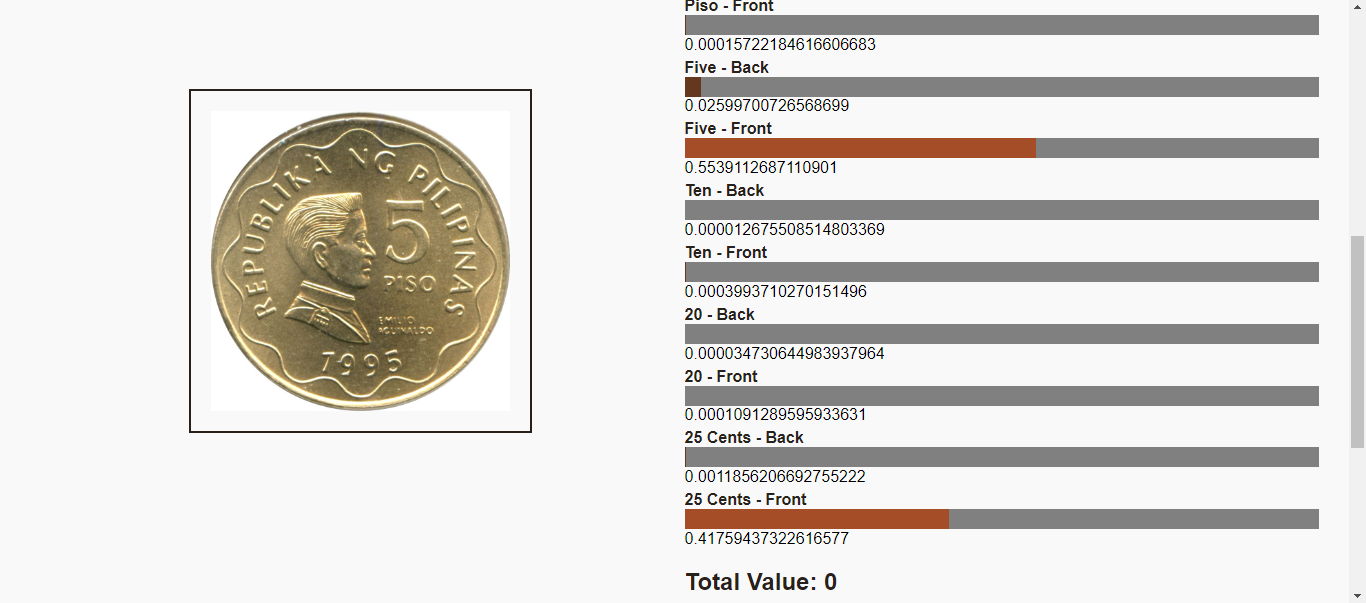 REPUBLIKA NG PILIPINAS
5
PISO
EMILIO
AGUINALDO
1995
Piso - Front
0.00015722184616606683
Five - Back
0.02599700726568699
Five - Front
0.5539112687110901
Ten - Back
0.000012675508514803369
Ten - Front
0.0003993710270151496
20 - Back
0.000034730644983937964
20 - Front
0.0001091289595933631
25 Cents - Back
0.0011856206692755222
25 Cents - Front
0.41759437322616577
Total Value: 0